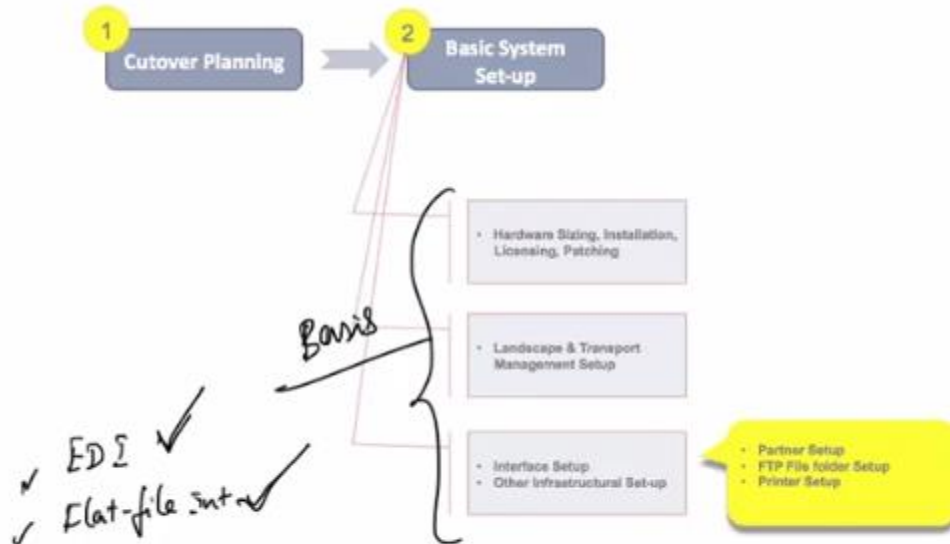 1
Cutover Planning
2
Basic System
Set-up
• Hardware Sizing, Installation,
Licensing, Patching
Basis
• Landscape & Transport
Management Setup
✓ EDI ✓
✓ Flat-file int ✓
• Interface Setup
• Other Infrastructural Set-up
• Partner Setup
• FTP File folder Setup
• Printer Setup